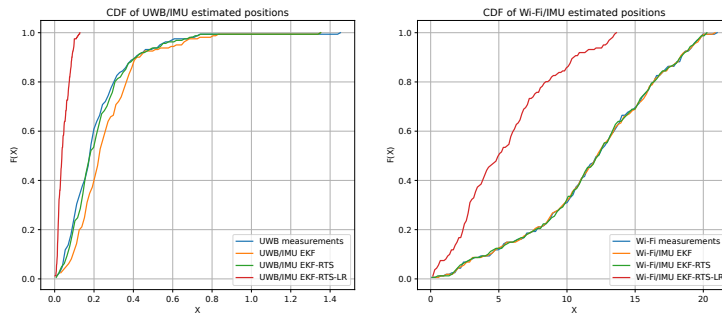 CDF of UWB/IMU estimated positions
1.0
0.8
0.6
0.4
0.2
0.0
F(X)
0.0 0.2 0.4 0.6 0.8 1.0 1.2 1.4
X
UWB measurements
UWB/IMU EKF
UWB/IMU EKF-RTS
UWB/IMU EKF-RTS-LR
CDF of Wi-Fi/IMU estimated positions
1.0
0.8
0.6
0.4
0.2
0.0
F(X)
0 5 10 15 20
X
Wi-Fi measurements
Wi-Fi/IMU EKF
Wi-Fi/IMU EKF-RTS
Wi-Fi/IMU EKF-RTS-LR